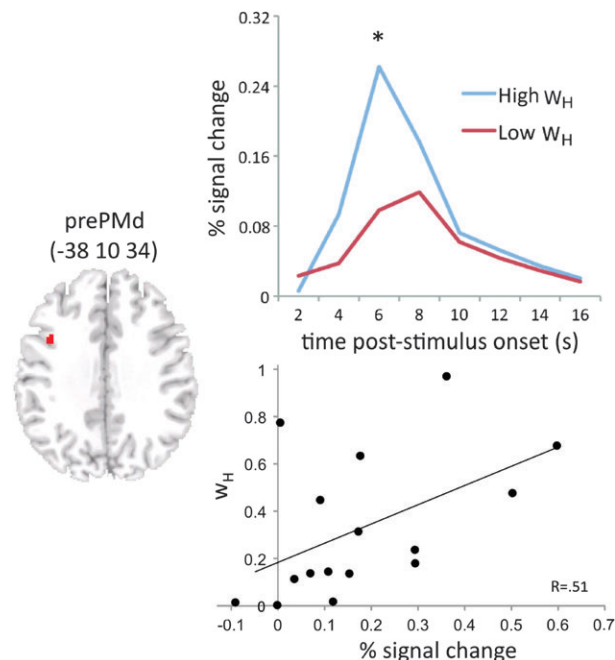 0.32
*
High W_H
Low W_H
0.24
0.16
0.08
0
% signal change
2 4 6 8 10 12 14 16
time post-stimulus onset (s)
prePMd
(-38 10 34)
1
0.8
0.6
0.4
0.2
0
W_H
R=.51
-0.1 0 0.1 0.2 0.3 0.4 0.5 0.6 0.7
% signal change